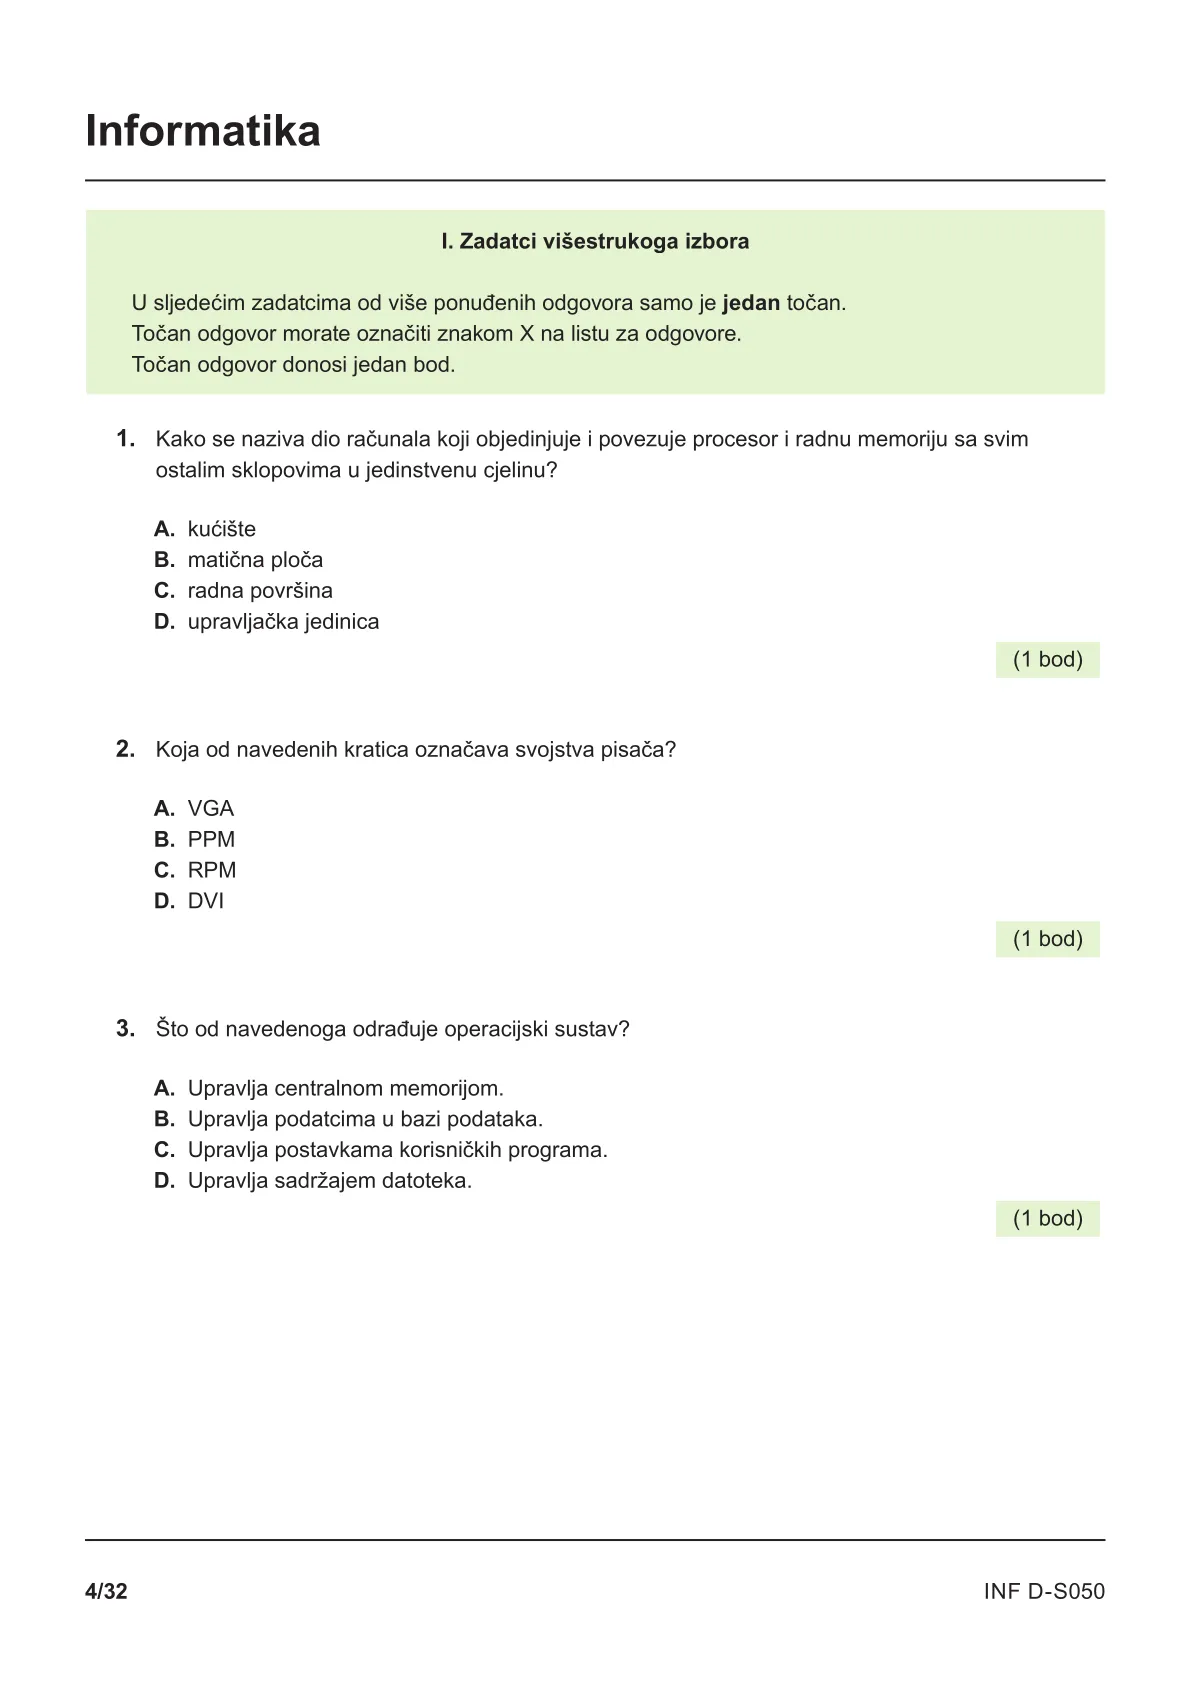 Informatika
I. Zadatci višestrukoga izbora
U sljedećim zadatcima od više ponuđenih odgovora samo je jedan točan.
Točan odgovor morate označiti znakom X na listu za odgovore.
Točan odgovor donosi jedan bod.
1. Kako se naziva dio računala koji objedinjuje i povezuje procesor i radnu memoriju sa svim
ostalim sklopovima u jedinstvenu cjelinu?
A. kućište
B. matična ploča
C. radna površina
D. upravljačka jedinica
(1 bod)
2. Koja od navedenih kratica označava svojstva pisača?
A. VGA
B. PPM
C. RPM
D. DVI
(1 bod)
3. Što od navedenoga odrađuje operacijski sustav?
A. Upravlja centralnom memorijom.
B. Upravlja podatcima u bazi podataka.
C. Upravlja postavkama korisničkih programa.
D. Upravlja sadržajem datoteka.
(1 bod)
4/32
INF D-S050